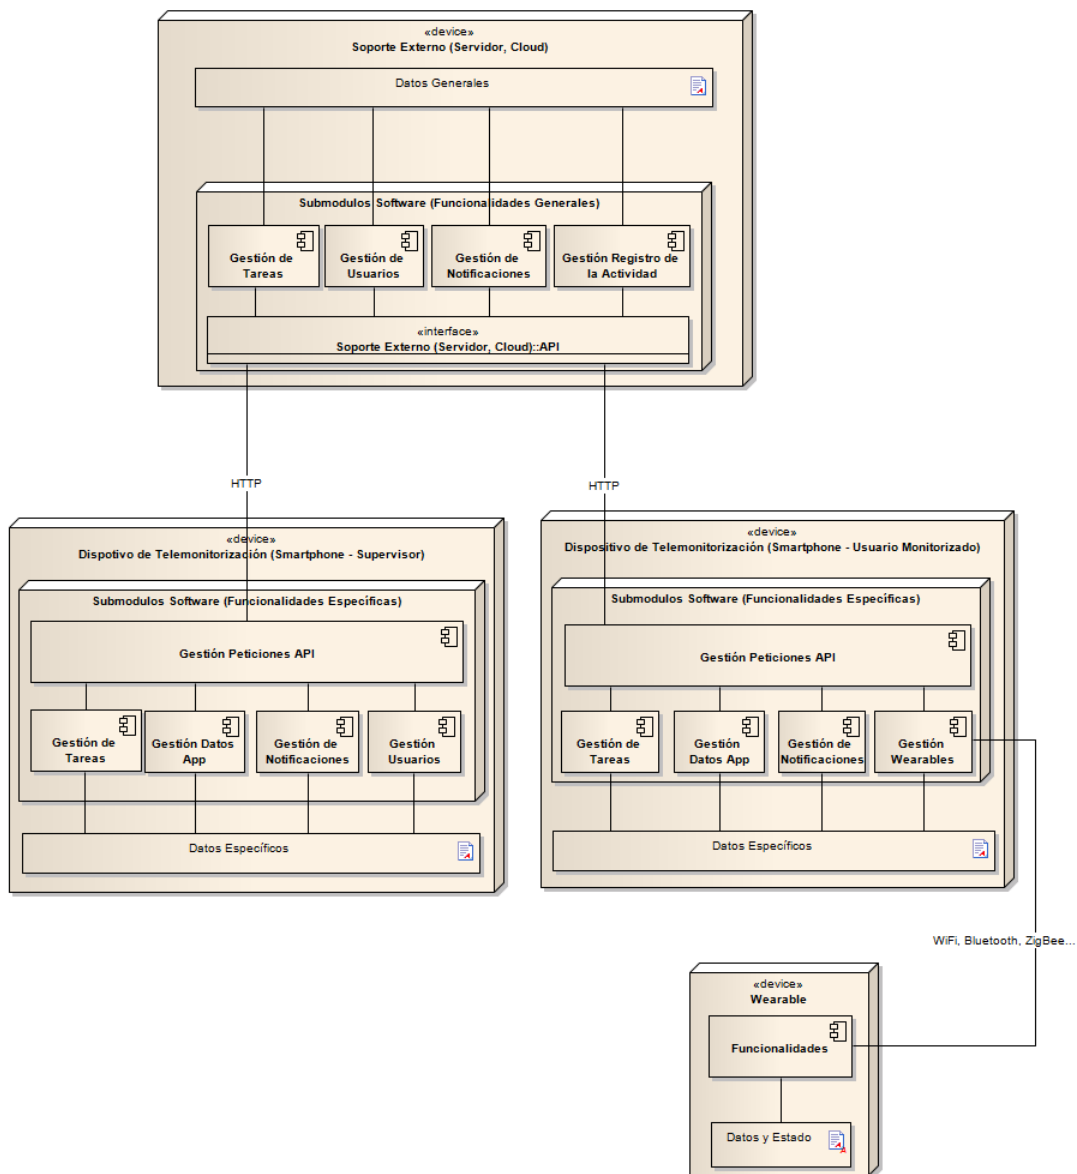 «device»
Soporte Externo (Servidor, Cloud)
Datos Generales
Submodulos Software (Funcionalidades Generales)
Gestión de
Tareas
Gestión de
Usuarios
Gestión de
Notificaciones
Gestión Registro de
la Actividad
«interface»
Soporte Externo (Servidor, Cloud)::API
HTTP
HTTP
«device»
Dispotivo de Telemonitorización (Smartphone - Supervisor)
Submodulos Software (Funcionalidades Específicas)
Gestión Peticiones API
Gestión de
Tareas
Gestión Datos
App
Gestión de
Notificaciones
Gestión
Usuarios
Datos Específicos
«device»
Dispositivo de Telemonitorización (Smartphone - Usuario Monitorizado)
Submodulos Software (Funcionalidades Específicas)
Gestión Peticiones API
Gestión de
Tareas
Gestión
Datos App
Gestión de
Notificaciones
Gestión
Wearables
Datos Específicos
WiFi, Bluetooth, ZigBee...
«device»
Wearable
Funcionalidades
Datos y Estado